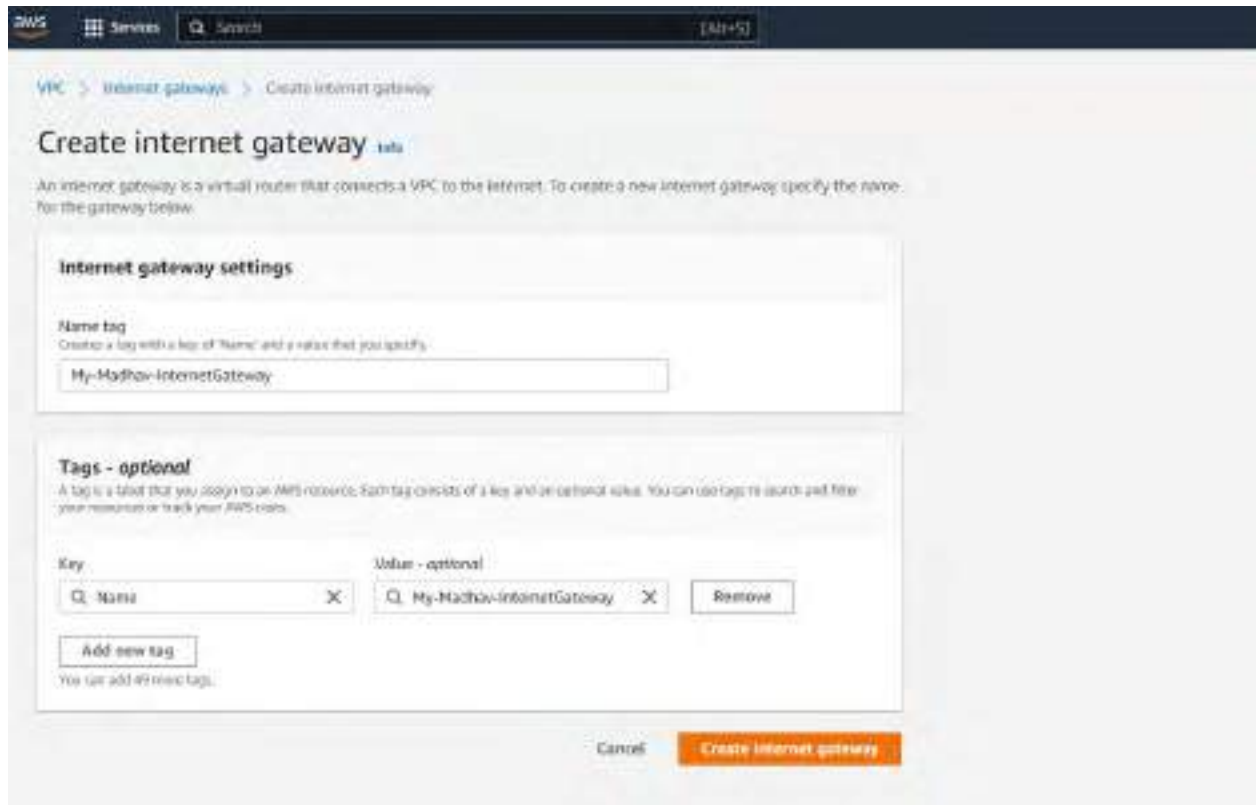 aws
Services
Search
[Alt+S]
VPC > Internet gateways > Create internet gateway
Create internet gateway Info
An internet gateway is a virtual router that connects a VPC to the internet. To create a new internet gateway specify the name
for the gateway below.
Internet gateway settings
Name tag
Creates a tag with a key of 'Name' and a value that you specify.
My-Madhav-InternetGateway
Tags - optional
A tag is a label that you assign to an AWS resource. Each tag consists of a key and an optional value. You can use tags to search and filter
your resources or track your AWS costs.
Key
Value - optional
Name
My-Madhav-InternetGateway
Remove
Add new tag
You can add 49 more tags.
Cancel
Create internet gateway